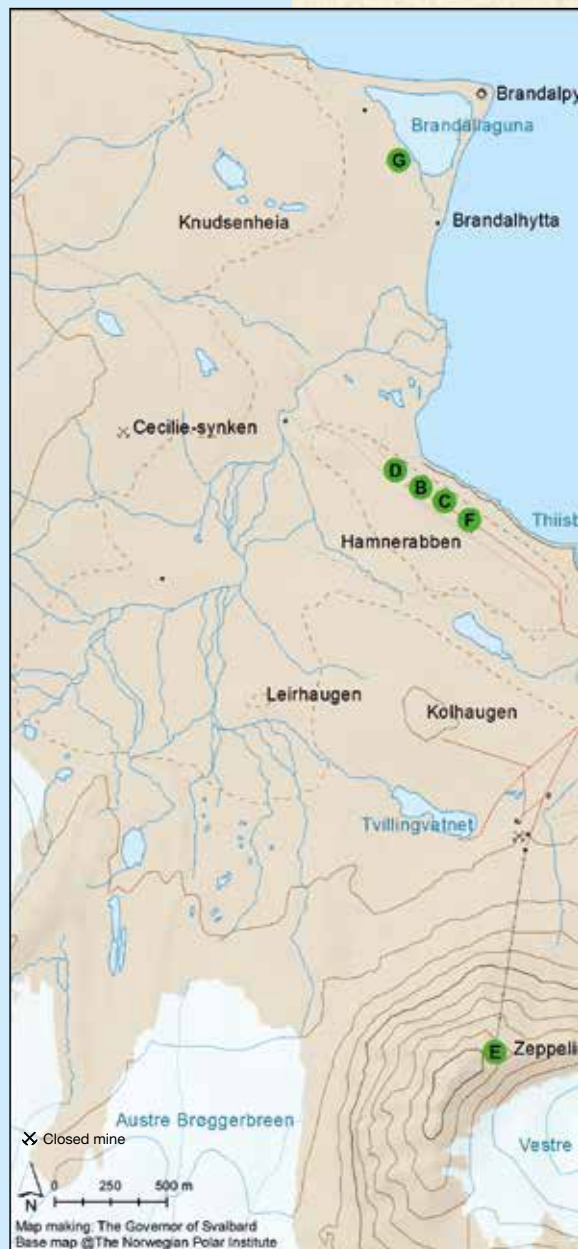 Brandalpy
Brandallaguna
G
Knudsenheia
Brandalhytta
Cecilie-synken
D
B
C
F
Thiist
Hamnerabben
Leirhaugen
Kolhaugen
Tvillingvatnet
E
Zeppeli
Austre Brøggerbreen
Vestre
Closed mine
0 250 500 m
N
Map making: The Governor of Svalbard
Base map @The Norwegian Polar Institute